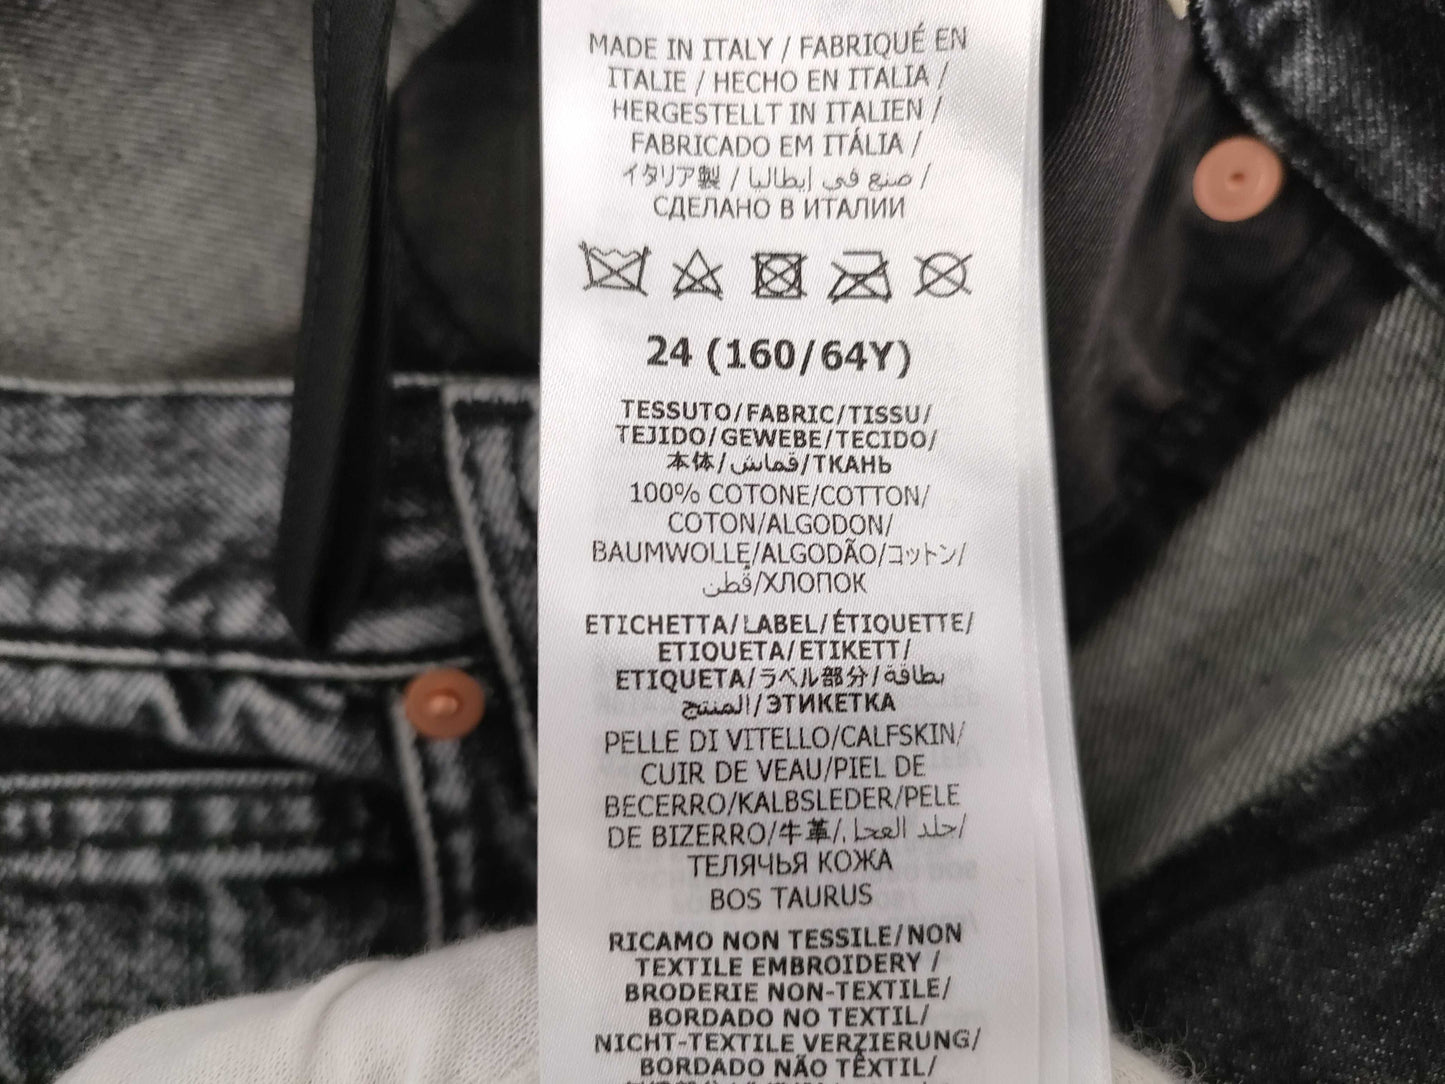 MADE IN ITALY / FABRIQUÉ EN
ITALIE / HECHO EN ITALIA /
HERGESTELLT IN ITALIEN /
FABRICADO EM ITÁLIA /
イタリア製 / صنع في إيطاليا /
СДЕЛАНО В ИТАЛИИ
24 (160/64Y)
TESSUTO/FABRIC/TISSU/
TEJIDO/GEWEBE/TECIDO/
本体/قماش/ТКАНЬ
100% COTONE/COTTON/
COTON/ALGODON/
BAUMWOLLE/ALGODÃO/コットン/
قطن/ХЛОПОК
ETICHETTA/LABEL/ÉTIQUETTE/
ETIQUETA/ETIKETT/
ETIQUETA/ラベル部分/بطاقة
المنتج/ЭТИКЕТКА
PELLE DI VITELLO/CALFSKIN/
CUIR DE VEAU/PIEL DE
BECERRO/KALBSLEDER/PELE
DE BIZERRO/牛革/جلد العجل/
ТЕЛЯЧЬЯ КОЖА
BOS TAURUS
RICAMO NON TESSILE/NON
TEXTILE EMBROIDERY /
BRODERIE NON-TEXTILE/
BORDADO NO TEXTIL/
NICHT-TEXTILE VERZIERUNG/
BORDADO NÃO TÊXTIL/